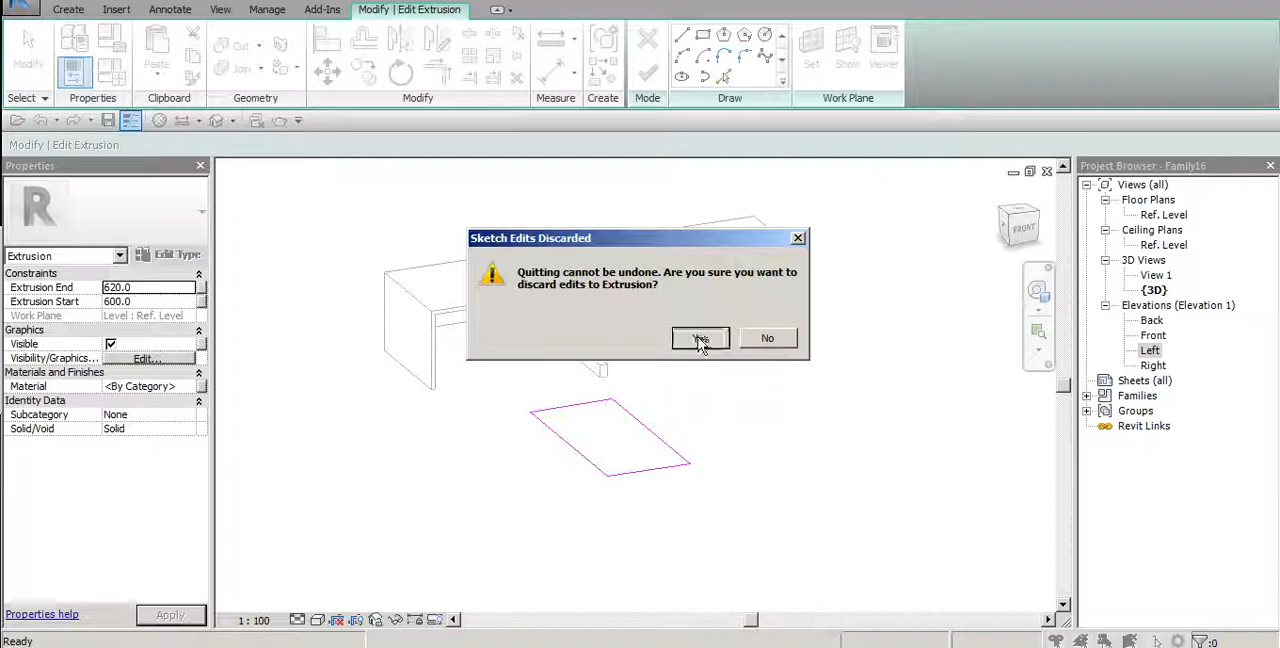 Create Insert Annotate View Manage Add-Ins Modify | Edit Extrusion
Cut
Modify Paste Join Set Show Viewer
Select Properties Clipboard Geometry Modify Measure Create Mode Draw Work Plane
Modify | Edit Extrusion
Properties
R
Extrusion Edit Type
Constraints
Extrusion End 620.0
Extrusion Start 600.0
Work Plane Level : Ref. Level
Graphics
Visible
Visibility/Graphics... Edit...
Materials and Finishes
Material <By Category>
Identity Data
Subcategory None
Solid/Void Solid
Properties help Apply
Sketch Edits Discarded
Quitting cannot be undone. Are you sure you want to
discard edits to Extrusion?
Yes No
FRONT
1 : 100
Project Browser - Family16
Views (all)
Floor Plans
Ref. Level
Ceiling Plans
Ref. Level
3D Views
View 1
{3D}
Elevations (Elevation 1)
Back
Front
Left
Right
Sheets (all)
Families
Groups
Revit Links
Ready :0